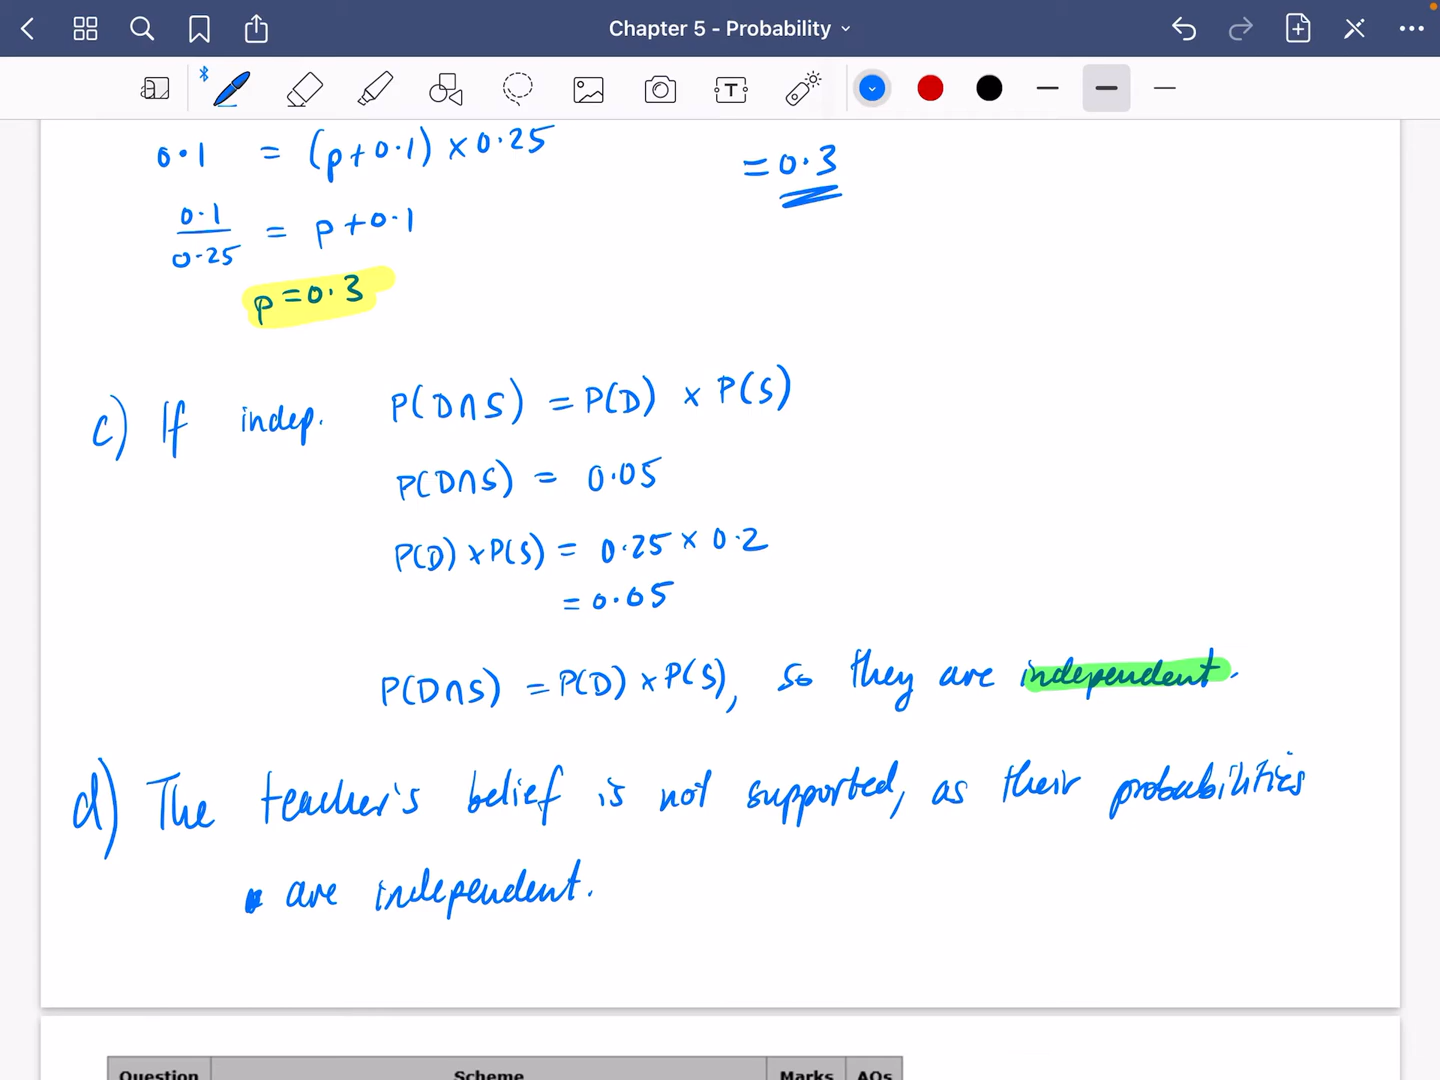 Chapter 5 - Probability
0.1 = (p+0.1) × 0.25
= 0.3
0.1
0.25 = p+0.1
p = 0.3
c) If indep. P(D∩S) = P(D) × P(S)
P(D∩S) = 0.05
P(D) × P(S) = 0.25 × 0.2
= 0.05
P(D∩S) = P(D) × P(S), so they are independent.
d) The teacher's belief is not supported, as their probabilities
are independent.
Question Scheme Marks AOs